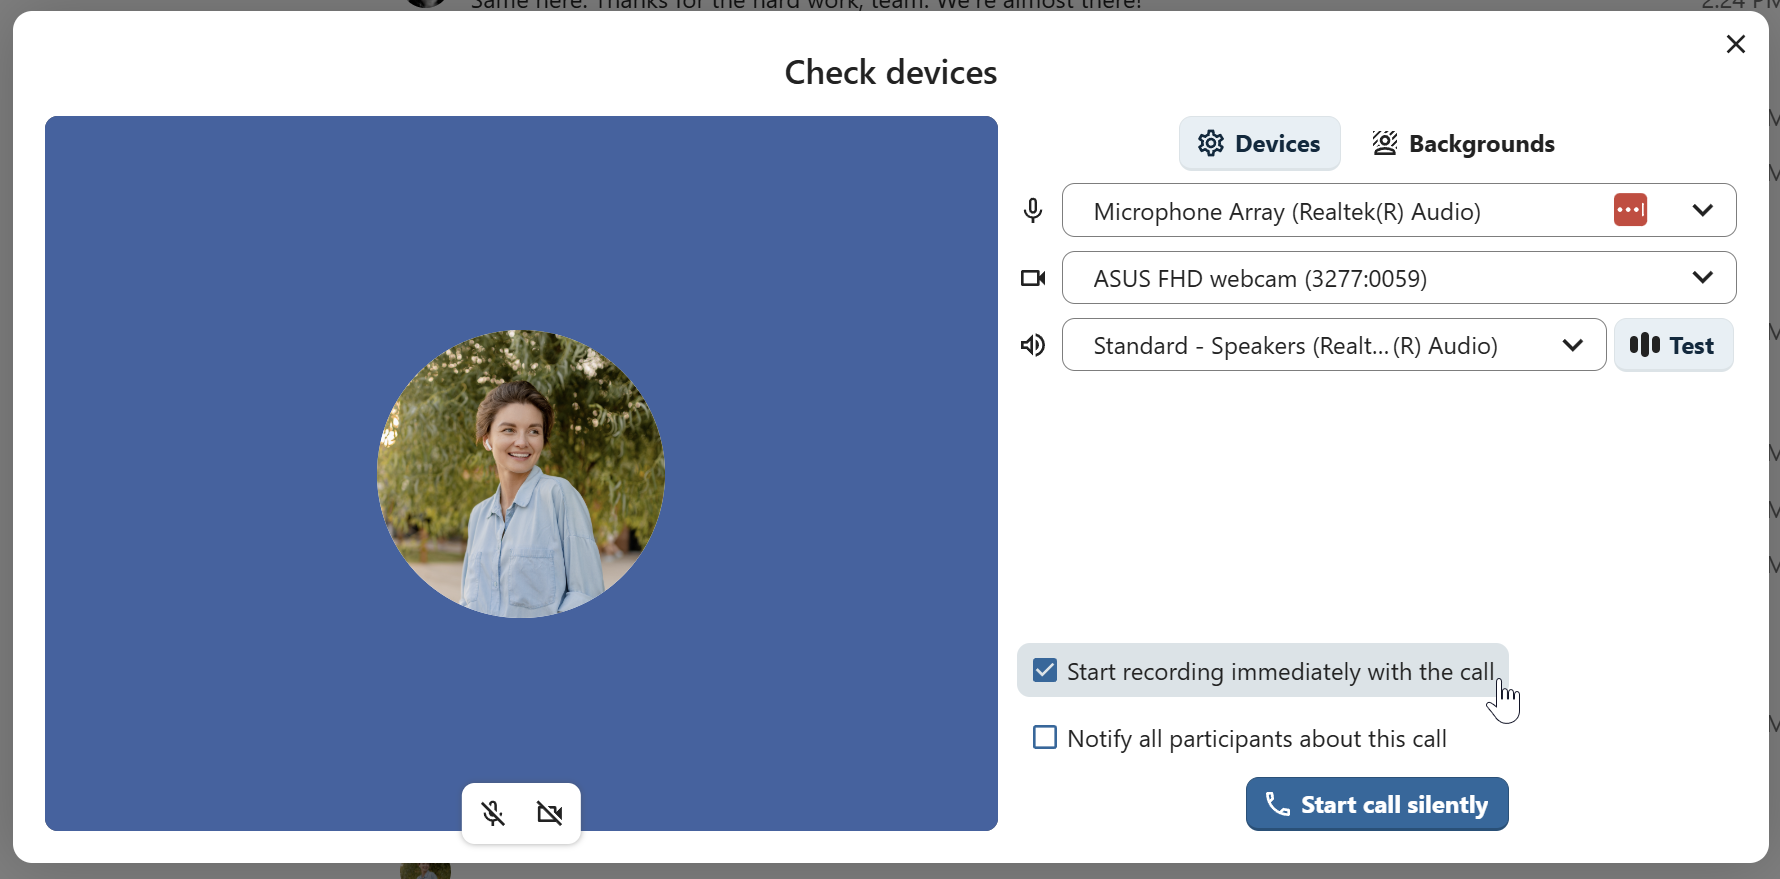 Same here. Thanks for the hard work, team. We're almost there!
2:24 PM
Check devices
Devices
Backgrounds
Microphone Array (Realtek(R) Audio)
ASUS FHD webcam (3277:0059)
Standard - Speakers (Realt...(R) Audio)
Test
Start recording immediately with the call
Notify all participants about this call
Start call silently